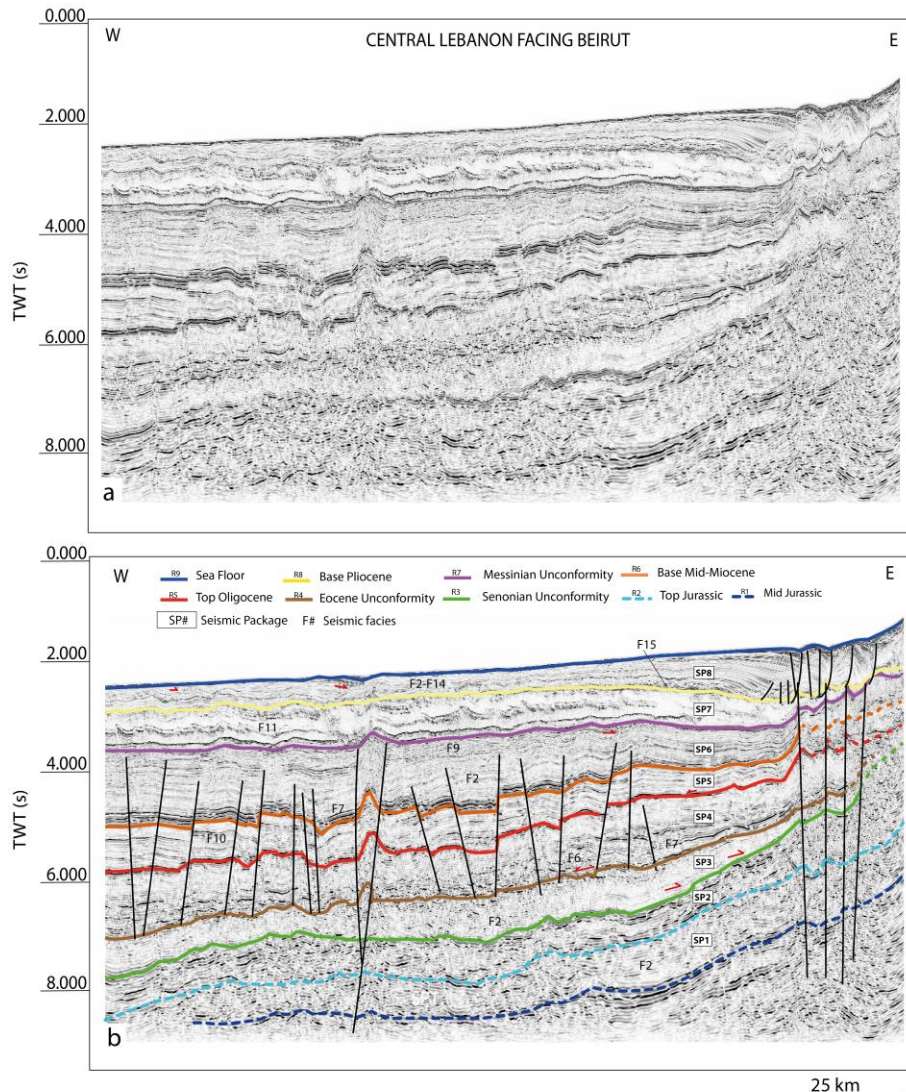 CENTRAL LEBANON FACING BEIRUT
W
E
0.000
2.000
4.000
6.000
8.000
TWT (s)
a
0.000
2.000
4.000
6.000
8.000
TWT (s)
W
E
R9 Sea Floor
R8 Base Pliocene
R7 Messinian Unconformity
R6 Base Mid-Miocene
R5 Top Oligocene
R4 Eocene Unconformity
R3 Senonian Unconformity
R2 Top Jurassic
R1 Mid Jurassic
SP# Seismic Package F# Seismic facies
F15
SP8
F2-F14
SP7
F11
F9
SP6
F2
SP5
F7
SP4
F10
F7
F6
SP3
SP2
F2
SP1
F2
b
25 km